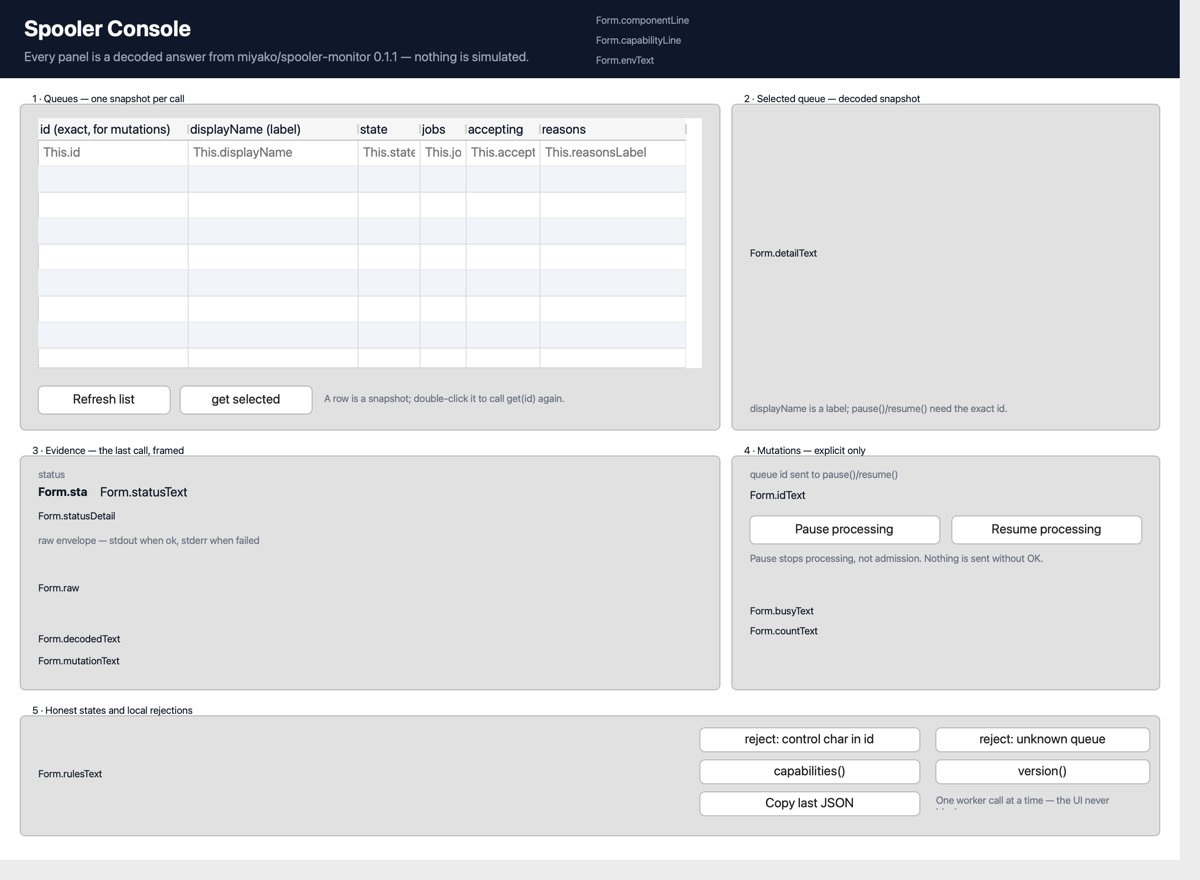 Spooler Console
Every panel is a decoded answer from miyako/spooler-monitor 0.1.1 — nothing is simulated.
Form.componentLine
Form.capabilityLine
Form.envText
1 · Queues — one snapshot per call
id (exact, for mutations) displayName (label) state jobs accepting reasons
This.id This.displayName This.state This.jo This.accept This.reasonsLabel
Refresh list
get selected
A row is a snapshot; double-click it to call get(id) again.
2 · Selected queue — decoded snapshot
Form.detailText
displayName is a label; pause()/resume() need the exact id.
3 · Evidence — the last call, framed
status
Form.sta Form.statusText
Form.statusDetail
raw envelope — stdout when ok, stderr when failed
Form.raw
Form.decodedText
Form.mutationText
4 · Mutations — explicit only
queue id sent to pause()/resume()
Form.idText
Pause processing
Resume processing
Pause stops processing, not admission. Nothing is sent without OK.
Form.busyText
Form.countText
5 · Honest states and local rejections
Form.rulesText
reject: control char in id
reject: unknown queue
capabilities()
version()
Copy last JSON
One worker call at a time — the UI never